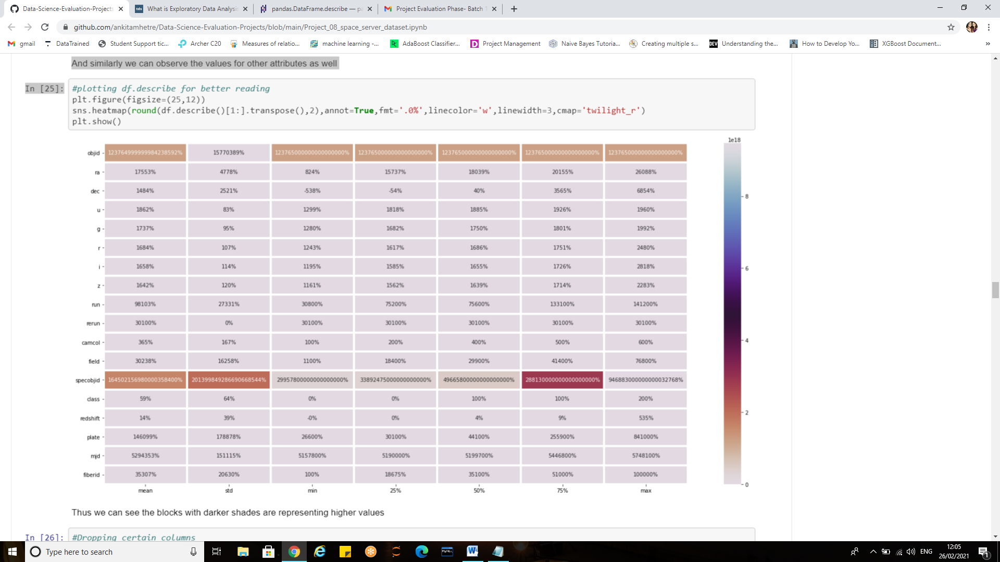 Data-Science-Evaluation-Projects
What is Exploratory Data Analysis
pandas.DataFrame.describe — pa
Project Evaluation Phase- Batch
github.com/ankitamhetre/Data-Science-Evaluation-Projects/blob/main/Project_08_space_server_dataset.ipynb
gmail DataTrained Student Support tic... Archer C20 Measures of relatio... machine learning -... AdaBoost Classifier... Project Management Naive Bayes Tutoria... Creating multiple s... DEV Understanding the... How to Develop Yo... XGBoost Document... »
And similarly we can observe the values for other attributes as well
In [25]: #plotting df.describe for better reading
plt.figure(figsize=(25,12))
sns.heatmap(round(df.describe()[1:].transpose(),2),annot=True,fmt='.0%',linecolor='w',linewidth=3,cmap='twilight_r')
plt.show()
1e18
objid 123764999999984238592% 15770389% 123765000000000000000% 123765000000000000000% 123765000000000000000% 123765000000000000000% 123765000000000000000%
ra 17553% 4778% 824% 15737% 18039% 20155% 26088%
dec 1484% 2521% -538% -54% 40% 3565% 6854%
u 1862% 83% 1299% 1818% 1885% 1926% 1960%
g 1737% 95% 1280% 1682% 1750% 1801% 1992%
r 1684% 107% 1243% 1617% 1686% 1751% 2480%
i 1658% 114% 1195% 1585% 1655% 1726% 2818%
z 1642% 120% 1161% 1562% 1639% 1714% 2283%
run 98103% 27331% 30800% 75200% 75600% 133100% 141200%
rerun 30100% 0% 30100% 30100% 30100% 30100% 30100%
camcol 365% 167% 100% 200% 400% 500% 600%
field 30238% 16258% 1100% 18400% 29900% 41400% 76800%
specobjid 164502156980000358400% 201399849286690668544% 29957800000000000000% 33892475000000000000% 49665800000000000000% 288130000000000000000% 946883000000000032768%
class 59% 64% 0% 0% 100% 100% 200%
redshift 14% 39% -0% 0% 4% 9% 535%
plate 146099% 178878% 26600% 30100% 44100% 255900% 841000%
mjd 5294353% 151115% 5157800% 5190000% 5199700% 5446800% 5748100%
fiberid 35307% 20630% 100% 18675% 35100% 51000% 100000%
mean std min 25% 50% 75% max
8
6
4
2
0
Thus we can see the blocks with darker shades are representing higher values
In [26]: #Dropping certain columns
Type here to search
ENG
12:05
26/02/2021
1